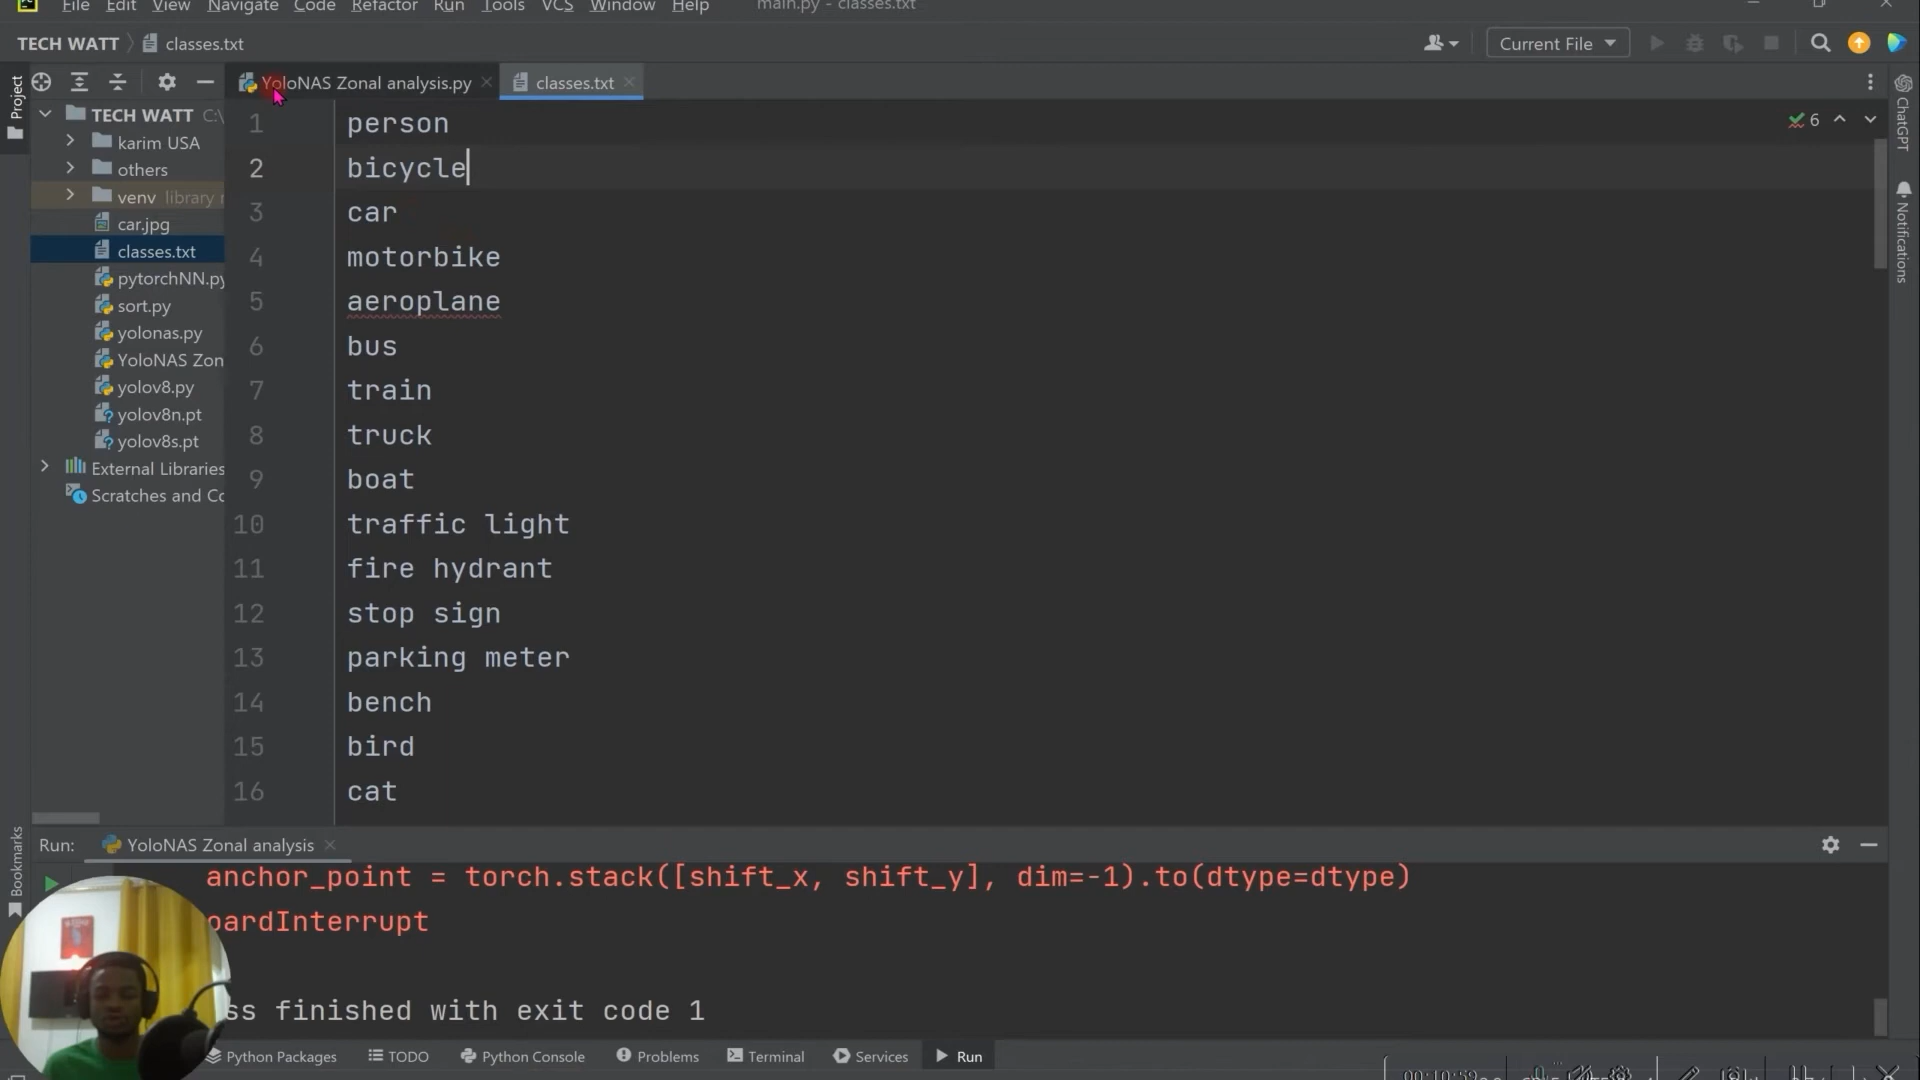 File Edit View Navigate Code Refactor Run Tools VCS Window Help main.py - classes.txt
TECH WATT classes.txt Current File
Project
YoloNAS Zonal analysis.py classes.txt
TECH WATT C:\
karim USA
others
venv library
car.jpg
classes.txt
pytorchNN.py
sort.py
yolonas.py
YoloNAS Zon
yolov8.py
yolov8n.pt
yolov8s.pt
External Libraries
Scratches and Co
1 person
2 bicycle
3 car
4 motorbike
5 aeroplane
6 bus
7 train
8 truck
9 boat
10 traffic light
11 fire hydrant
12 stop sign
13 parking meter
14 bench
15 bird
16 cat
6
ChatGPT
Notifications
Bookmarks
Run: YoloNAS Zonal analysis
anchor_point = torch.stack([shift_x, shift_y], dim=-1).to(dtype=dtype)
oardInterrupt
ss finished with exit code 1
Python Packages TODO Python Console Problems Terminal Services Run
00:10:59